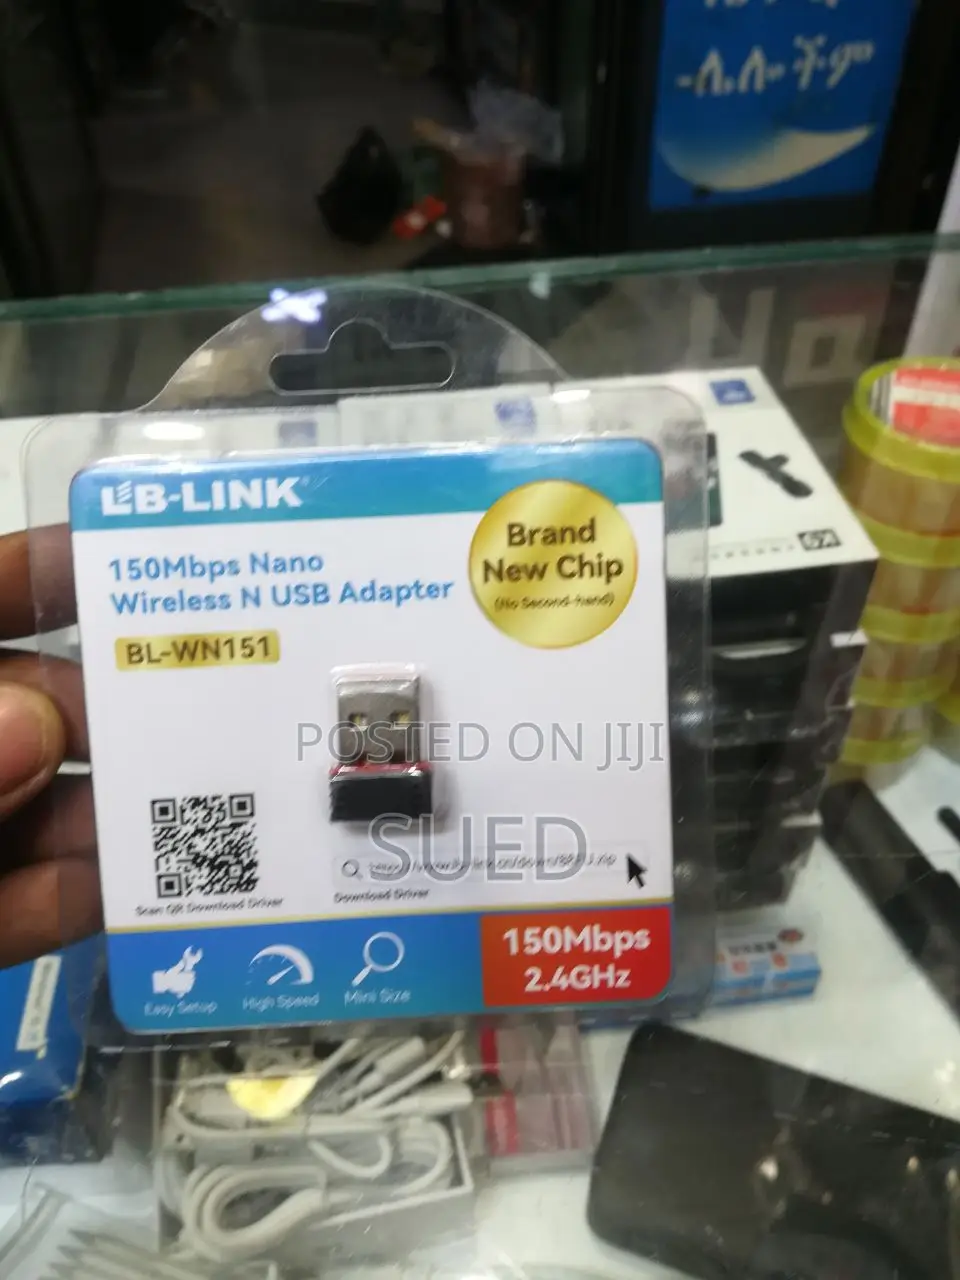 ሊሎችም
LB-LINK
150Mbps Nano
Wireless N USB Adapter
BL-WN151
Brand
New Chip
(No Second-hand)
POSTED ON JIJI
SUED
Scan QR Download Driver
Download Driver
Easy Setup
High Speed
Mini Size
150Mbps
2.4GHz